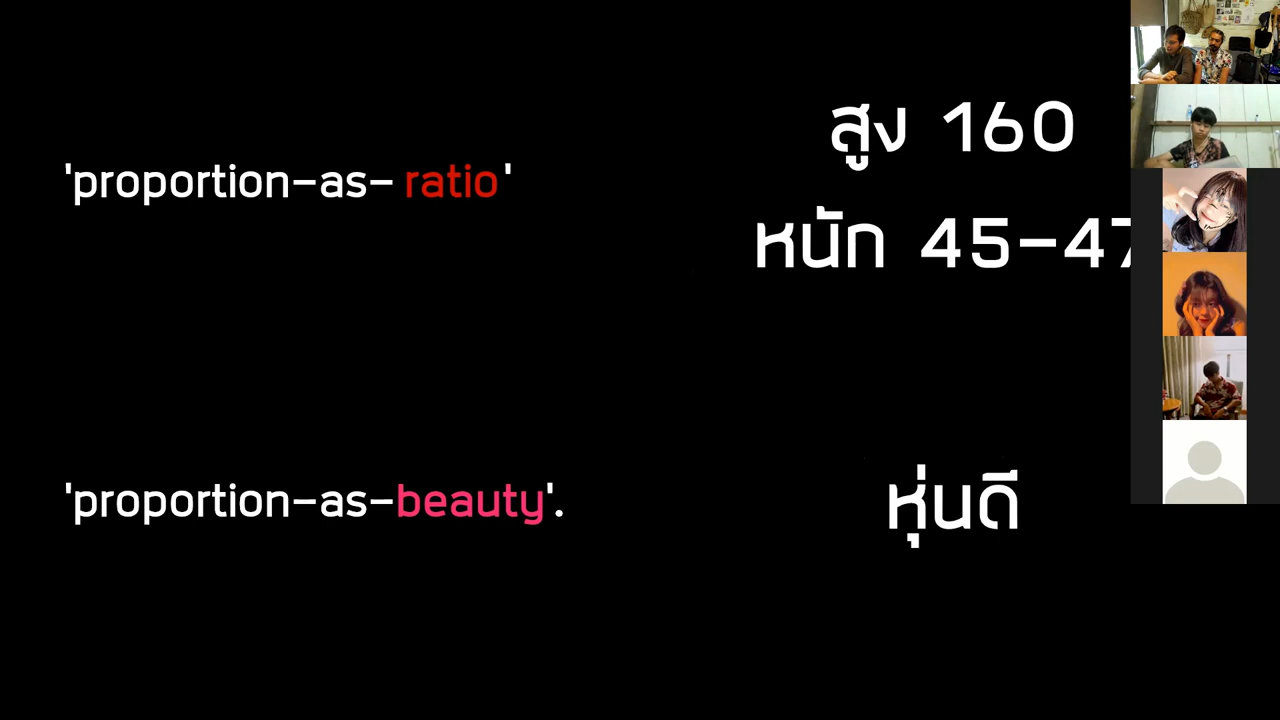 'proportion-as-ratio'
สูง 160
หนัก 45-47
'proportion-as-beauty'.
หุ่นดี